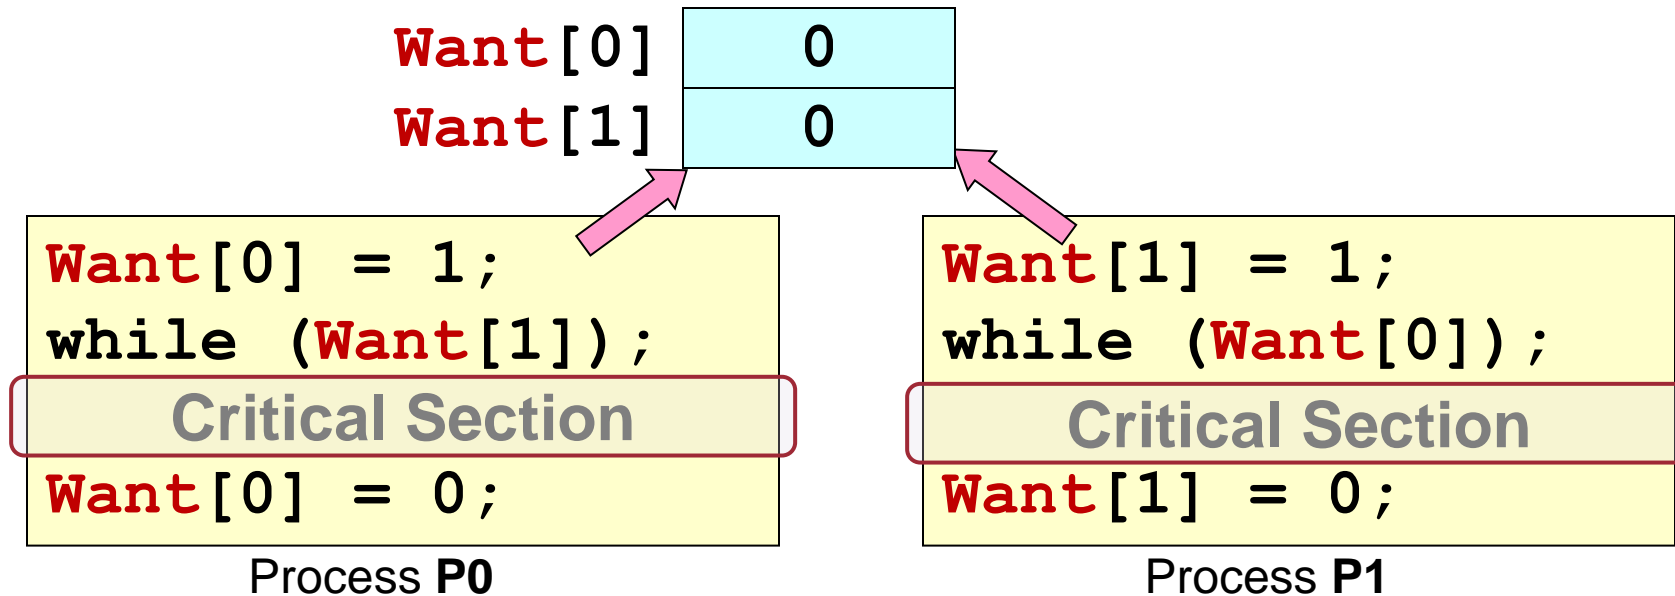 Want[0] 0
Want[1] 0
Want[0] = 1;
while (Want[1]);
Critical Section
Want[0] = 0;
Process P0
Want[1] = 1;
while (Want[0]);
Critical Section
Want[1] = 0;
Process P1